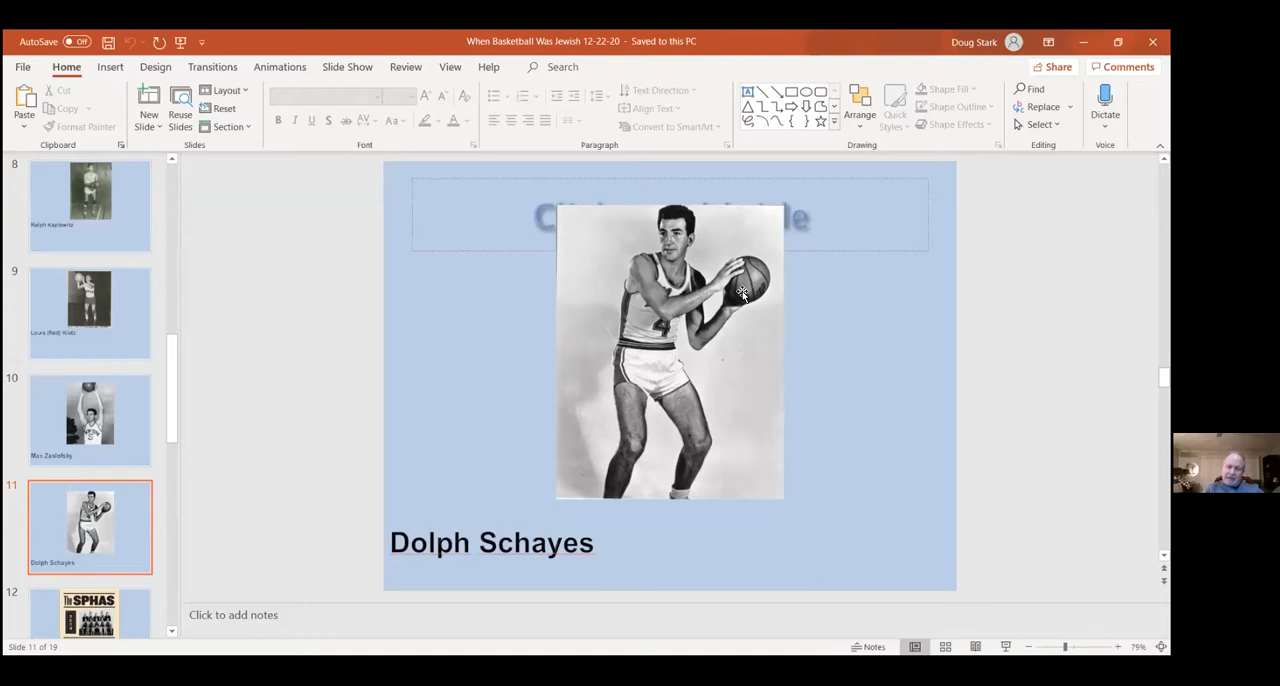 AutoSave Off
When Basketball Was Jewish 12-22-20 - Saved to this PC
Doug Stark
File Home Insert Design Transitions Animations Slide Show Review View Help Search
Share Comments
Paste
Cut
Copy
Format Painter
Clipboard
New Slide
Reuse Slides
Layout
Reset
Section
Slides
B I U S ab AV Aa A
Font
Text Direction
Align Text
Convert to SmartArt
Paragraph
Arrange
Quick Styles
Shape Fill
Shape Outline
Shape Effects
Drawing
Find
Replace
Select
Editing
Dictate
Voice
8
Ralph Kaplowitz
9
Louis (Red) Klotz
10
Max Zaslofsky
11
Dolph Schayes
12
The SPHAS
4
Dolph Schayes
Click to add notes
Slide 11 of 19
Notes
79%